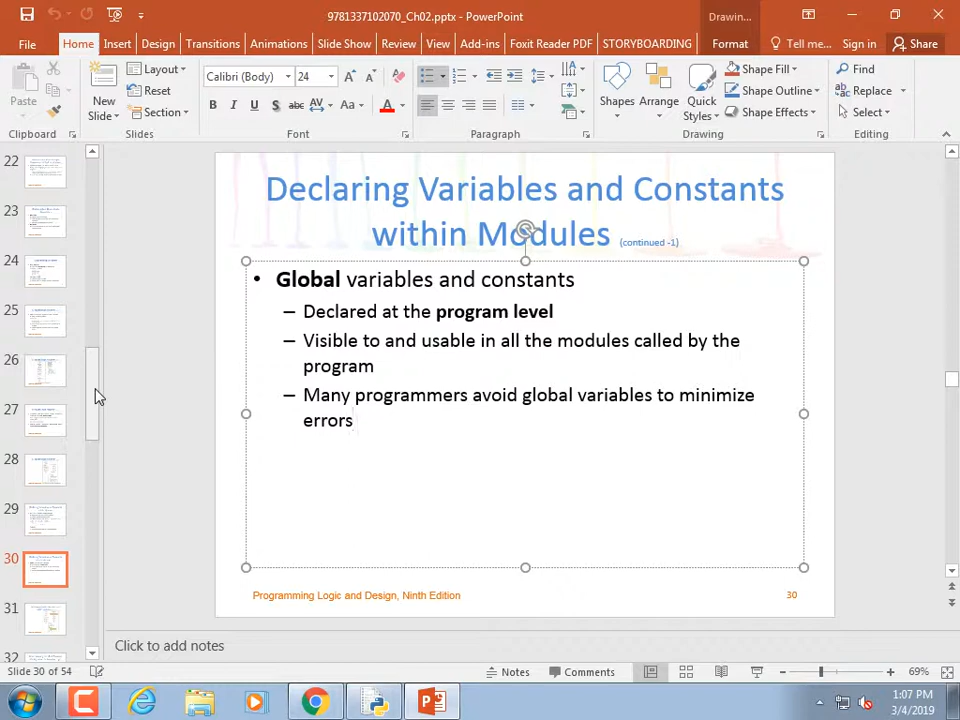 9781337102070_Ch02.pptx - PowerPoint
Drawin...
File Home Insert Design Transitions Animations Slide Show Review View Add-ins Foxit Reader PDF STORYBOARDING Format Tell me... Sign in Share
Paste
New Slide
Layout
Reset
Section
Calibri (Body) 24
B I U S abc AV Aa A
Shapes
Arrange
Quick Styles
Shape Fill
Shape Outline
Shape Effects
Find
Replace
Select
Clipboard Slides Font Paragraph Drawing Editing
22
23
24
25
26
27
28
29
30
31
32
Declaring Variables and Constants
within Modules (continued -1)
• Global variables and constants
– Declared at the program level
– Visible to and usable in all the modules called by the
program
– Many programmers avoid global variables to minimize
errors
Programming Logic and Design, Ninth Edition 30
Click to add notes
Slide 30 of 54 Notes Comments 69%
1:07 PM
3/4/2019